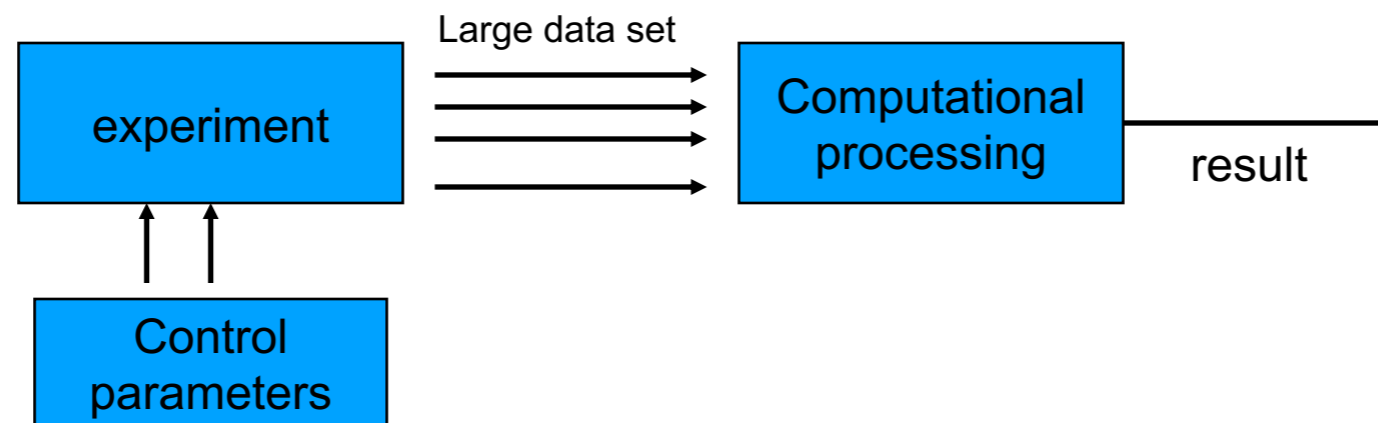 Large data set
experiment
Computational
processing
result
Control
parameters